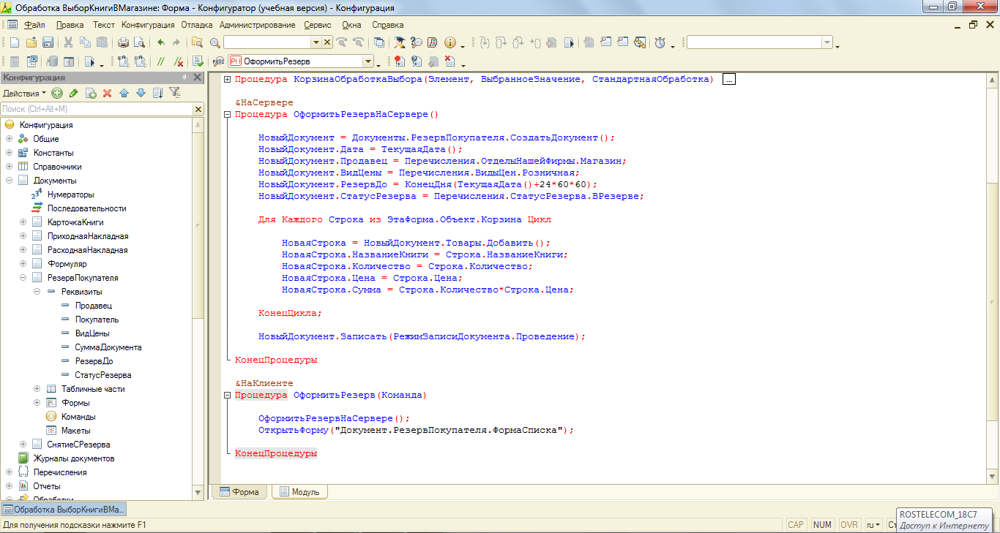 Обработка ВыборКнигиВМагазине: Форма - Конфигуратор (учебная версия) - Конфигурация
Файл Правка Текст Конфигурация Отладка Администрирование Сервис Окна Справка
ОформитьРезерв
Конфигурация
Действия
Поиск (Ctrl+Alt+M)
Конфигурация
Общие
Константы
Справочники
Документы
Нумераторы
Последовательности
КарточкаКниги
ПриходнаяНакладная
РасходнаяНакладная
Формуляр
РезервПокупателя
Реквизиты
Продавец
Покупатель
ВидЦены
СуммаДокумента
РезервДо
СтатусРезерва
Табличные части
Формы
Команды
Макеты
СнятиеСРезерва
Журналы документов
Перечисления
Отчеты
Обработки
Процедура КорзинаОбработкаВыбора(Элемент, ВыбранноеЗначение, СтандартнаяОбработка) ...
&НаСервере
Процедура ОформитьРезервНаСервере()
НовыйДокумент = Документы.РезервПокупателя.СоздатьДокумент();
НовыйДокумент.Дата = ТекущаяДата();
НовыйДокумент.Продавец = Перечисления.ОтделыНашейФирмы.Магазин;
НовыйДокумент.ВидЦены = Перечисления.ВидыЦен.Розничная;
НовыйДокумент.РезервДо = КонецДня(ТекущаяДата()+24*60*60);
НовыйДокумент.СтатусРезерва = Перечисления.СтатусРезерва.ВРезерве;
Для Каждого Строка из ЭтаФорма.Объект.Корзина Цикл
НоваяСтрока = НовыйДокумент.Товары.Добавить();
НоваяСтрока.НазваниеКниги = Строка.НазваниеКниги;
НоваяСтрока.Количество = Строка.Количество;
НоваяСтрока.Цена = Строка.Цена;
НоваяСтрока.Сумма = Строка.Количество*Строка.Цена;
КонецЦикла;
НовыйДокумент.Записать(РежимЗаписиДокумента.Проведение);
КонецПроцедуры
&НаКлиенте
Процедура ОформитьРезерв(Команда)
ОформитьРезервНаСервере();
ОткрытьФорму("Документ.РезервПокупателя.ФормаСписка");
КонецПроцедуры
Форма Модуль
Обработка ВыборКнигиВМа...
Для получения подсказки нажмите F1
CAP NUM OVR ru Ст
ROSTELECOM_18C7
Доступ к Интернету